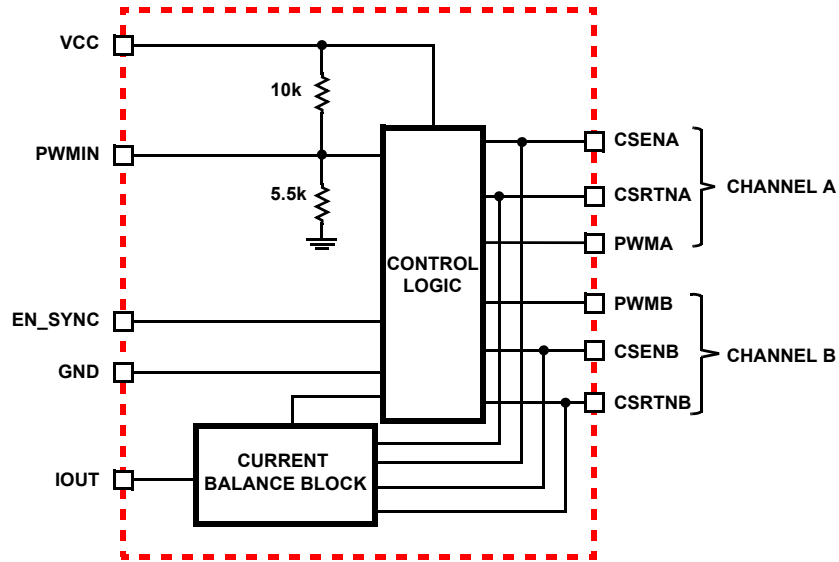 VCC
10k
PWMIN
5.5k
EN_SYNC
GND
IOUT
CONTROL
LOGIC
CURRENT
BALANCE BLOCK
CSENA
CSRTNA
PWMA
CHANNEL A
PWMB
CSENB
CSRTNB
CHANNEL B